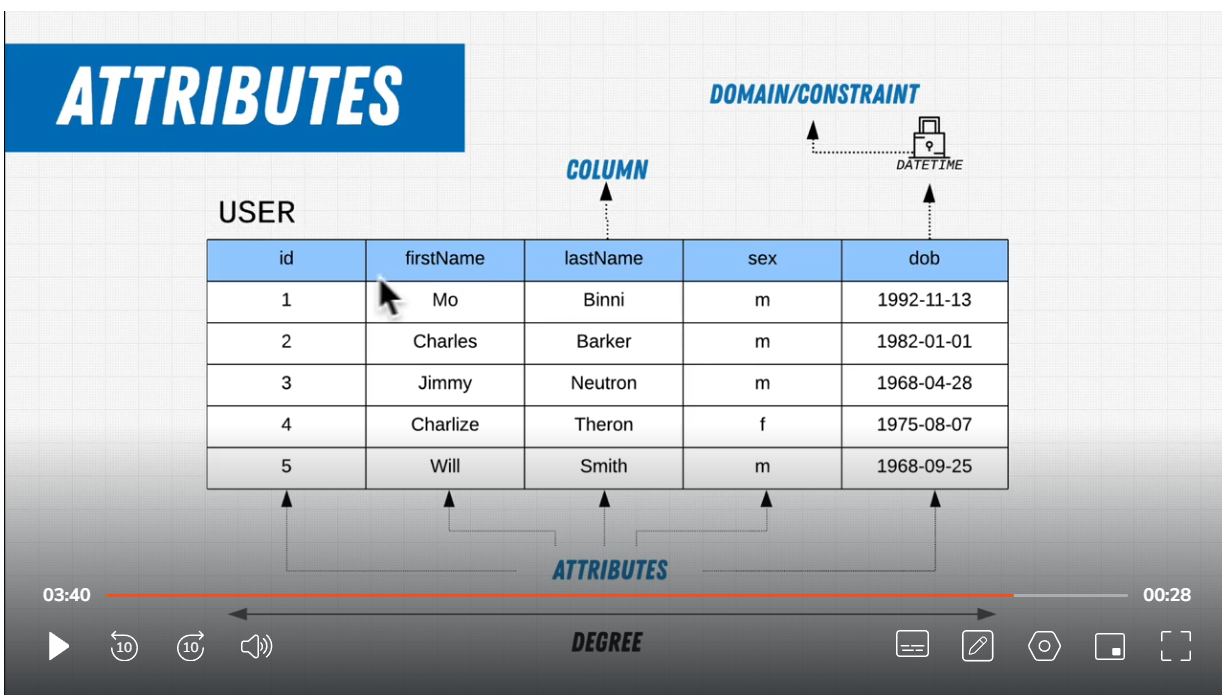 ATTRIBUTES
DOMAIN/CONSTRAINT
DATETIME
COLUMN
USER
id firstName lastName sex dob
1 Mo Binni m 1992-11-13
2 Charles Barker m 1982-01-01
3 Jimmy Neutron m 1968-04-28
4 Charlize Theron f 1975-08-07
5 Will Smith m 1968-09-25
ATTRIBUTES
03:40 00:28
DEGREE
10 10